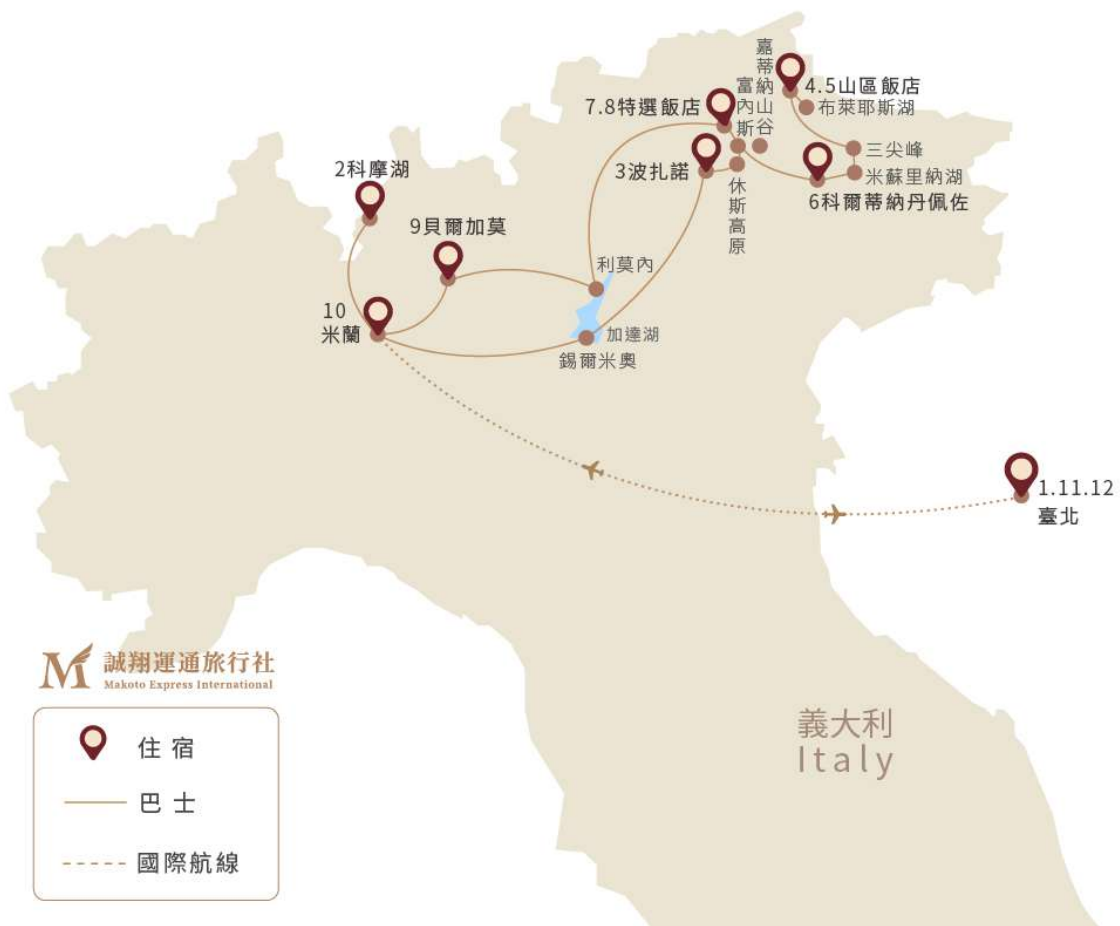 嘉蒂納山谷
富內斯
4.5山區飯店
布萊耶斯湖
7.8特選飯店
三尖峰
3波扎諾
米蘇里納湖
2科摩湖
6科爾蒂納丹佩佐
休斯高原
9貝爾加莫
利莫內
10
米蘭
加達湖
錫爾米奧
1.11.12
臺北
M 誠翔運通旅行社
Makoto Express International
義大利
Italy
住宿
巴士
國際航線